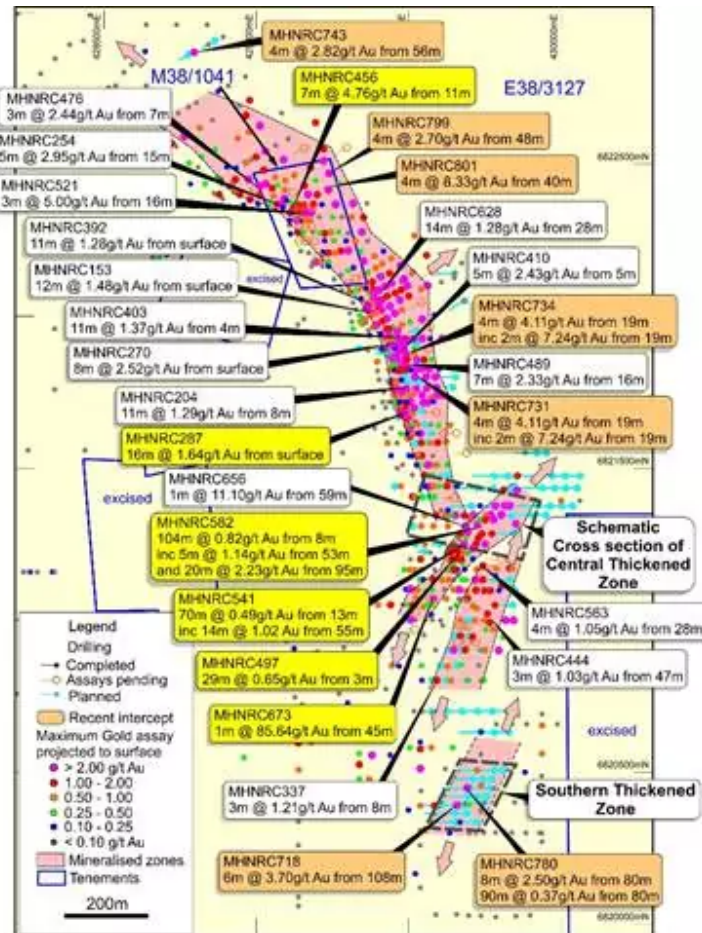 428500mE
430000mE
MHNRC743
4m @ 2.82g/t Au from 56m
M38/1041
MHNRC456
7m @ 4.76g/t Au from 11m
E38/3127
MHNRC476
3m @ 2.44g/t Au from 7m
MHNRC799
4m @ 2.70g/t Au from 48m
MHNRC254
5m @ 2.95g/t Au from 15m
6822500mN
MHNRC801
4m @ 6.33g/t Au from 40m
MHNRC521
3m @ 5.00g/t Au from 16m
MHNRC628
14m @ 1.28g/t Au from 28m
MHNRC392
11m @ 1.28g/t Au from surface
MHNRC410
5m @ 2.43g/t Au from 5m
MHNRC153
12m @ 1.48g/t Au from surface
excised
MHNRC734
4m @ 4.11g/t Au from 19m
inc 2m @ 7.24g/t Au from 19m
MHNRC403
11m @ 1.37g/t Au from 4m
MHNRC270
8m @ 2.52g/t Au from surface
MHNRC489
7m @ 2.33g/t Au from 16m
MHNRC204
11m @ 1.29g/t Au from 8m
MHNRC731
4m @ 4.11g/t Au from 19m
inc 2m @ 7.24g/t Au from 19m
MHNRC287
16m @ 1.64g/t Au from surface
6821500mN
MHNRC656
1m @ 11.10g/t Au from 59m
excised
MHNRC582
104m @ 0.82g/t Au from 8m
inc 5m @ 1.14g/t Au from 53m
and 20m @ 2.23g/t Au from 95m
Schematic
Cross section of
Central Thickened
Zone
MHNRC541
70m @ 0.49g/t Au from 13m
inc 14m @ 1.02 Au from 55m
MHNRC563
4m @ 1.05g/t Au from 28m
MHNRC497
29m @ 0.65g/t Au from 3m
MHNRC444
3m @ 1.03g/t Au from 47m
MHNRC673
1m @ 85.64g/t Au from 45m
excised
6820500mN
MHNRC337
3m @ 1.21g/t Au from 8m
Southern Thickened
Zone
MHNRC718
6m @ 3.70g/t Au from 108m
MHNRC780
8m @ 2.50g/t Au from 80m
90m @ 0.37g/t Au from 80m
6820000mN
Legend
Drilling
Completed
Assays pending
Planned
Recent intercept
Maximum Gold assay
projected to surface
> 2.00 g/t Au
1.00 - 2.00
0.50 - 1.00
0.25 - 0.50
0.10 - 0.25
< 0.10 g/t Au
Mineralised zones
Tenements
200m